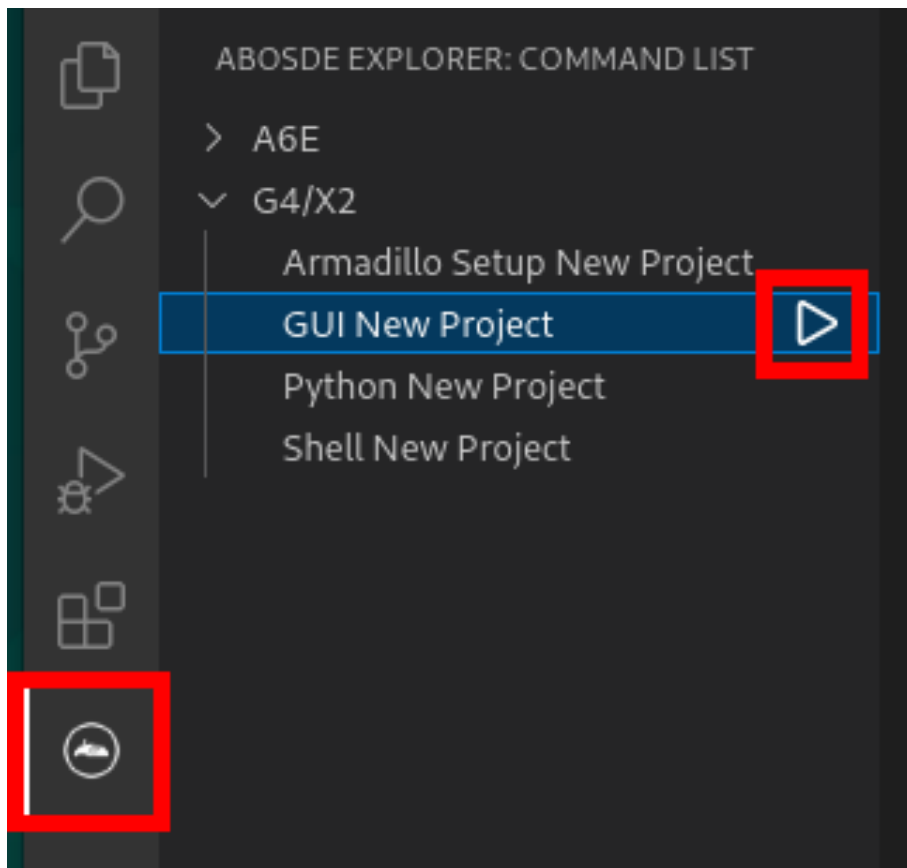 ABOSDE EXPLORER: COMMAND LIST
A6E
G4/X2
Armadillo Setup New Project
GUI New Project
Python New Project
Shell New Project